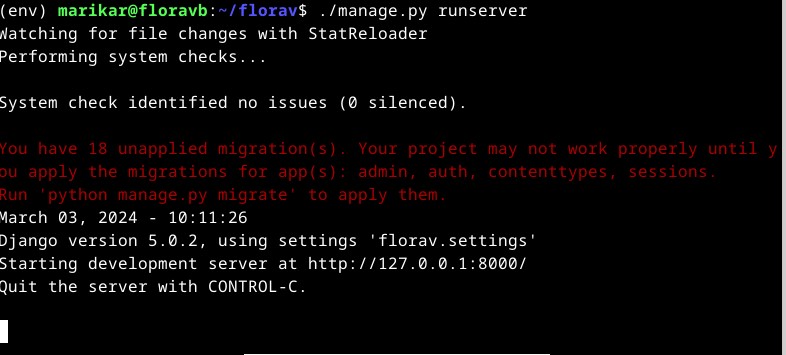 (env) marikar@floravb:~/florav$ ./manage.py runserver
Watching for file changes with StatReloader
Performing system checks...
System check identified no issues (0 silenced).
You have 18 unapplied migration(s). Your project may not work properly until y
ou apply the migrations for app(s): admin, auth, contenttypes, sessions.
Run 'python manage.py migrate' to apply them.
March 03, 2024 - 10:11:26
Django version 5.0.2, using settings 'florav.settings'
Starting development server at http://127.0.0.1:8000/
Quit the server with CONTROL-C.